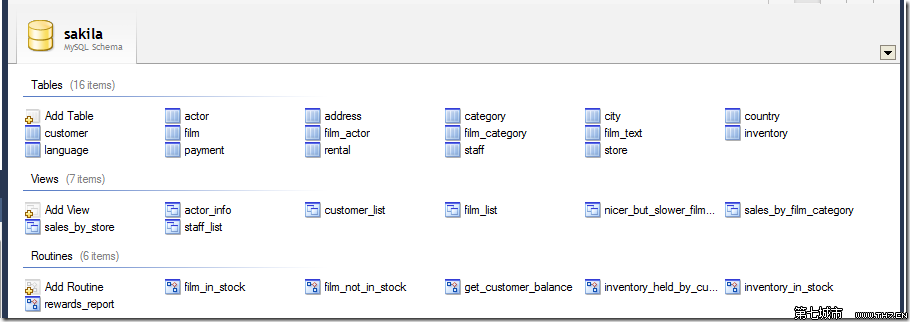 sakila
MySQL Schema
Tables (16 items)
Add Table actor address category city country
customer film film_actor film_category film_text inventory
language payment rental staff store
Views (7 items)
Add View actor_info customer_list film_list nicer_but_slower_film... sales_by_film_category
sales_by_store staff_list
Routines (6 items)
Add Routine film_in_stock film_not_in_stock get_customer_balance inventory_held_by_cu... inventory_in_stock
rewards_report
第七城市 WWW.TH7.CN